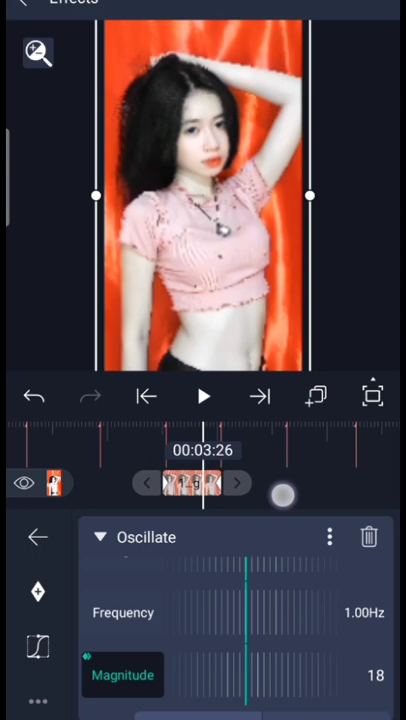 Effects
00:03:26
Oscillate
Frequency
1.00Hz
Magnitude
18